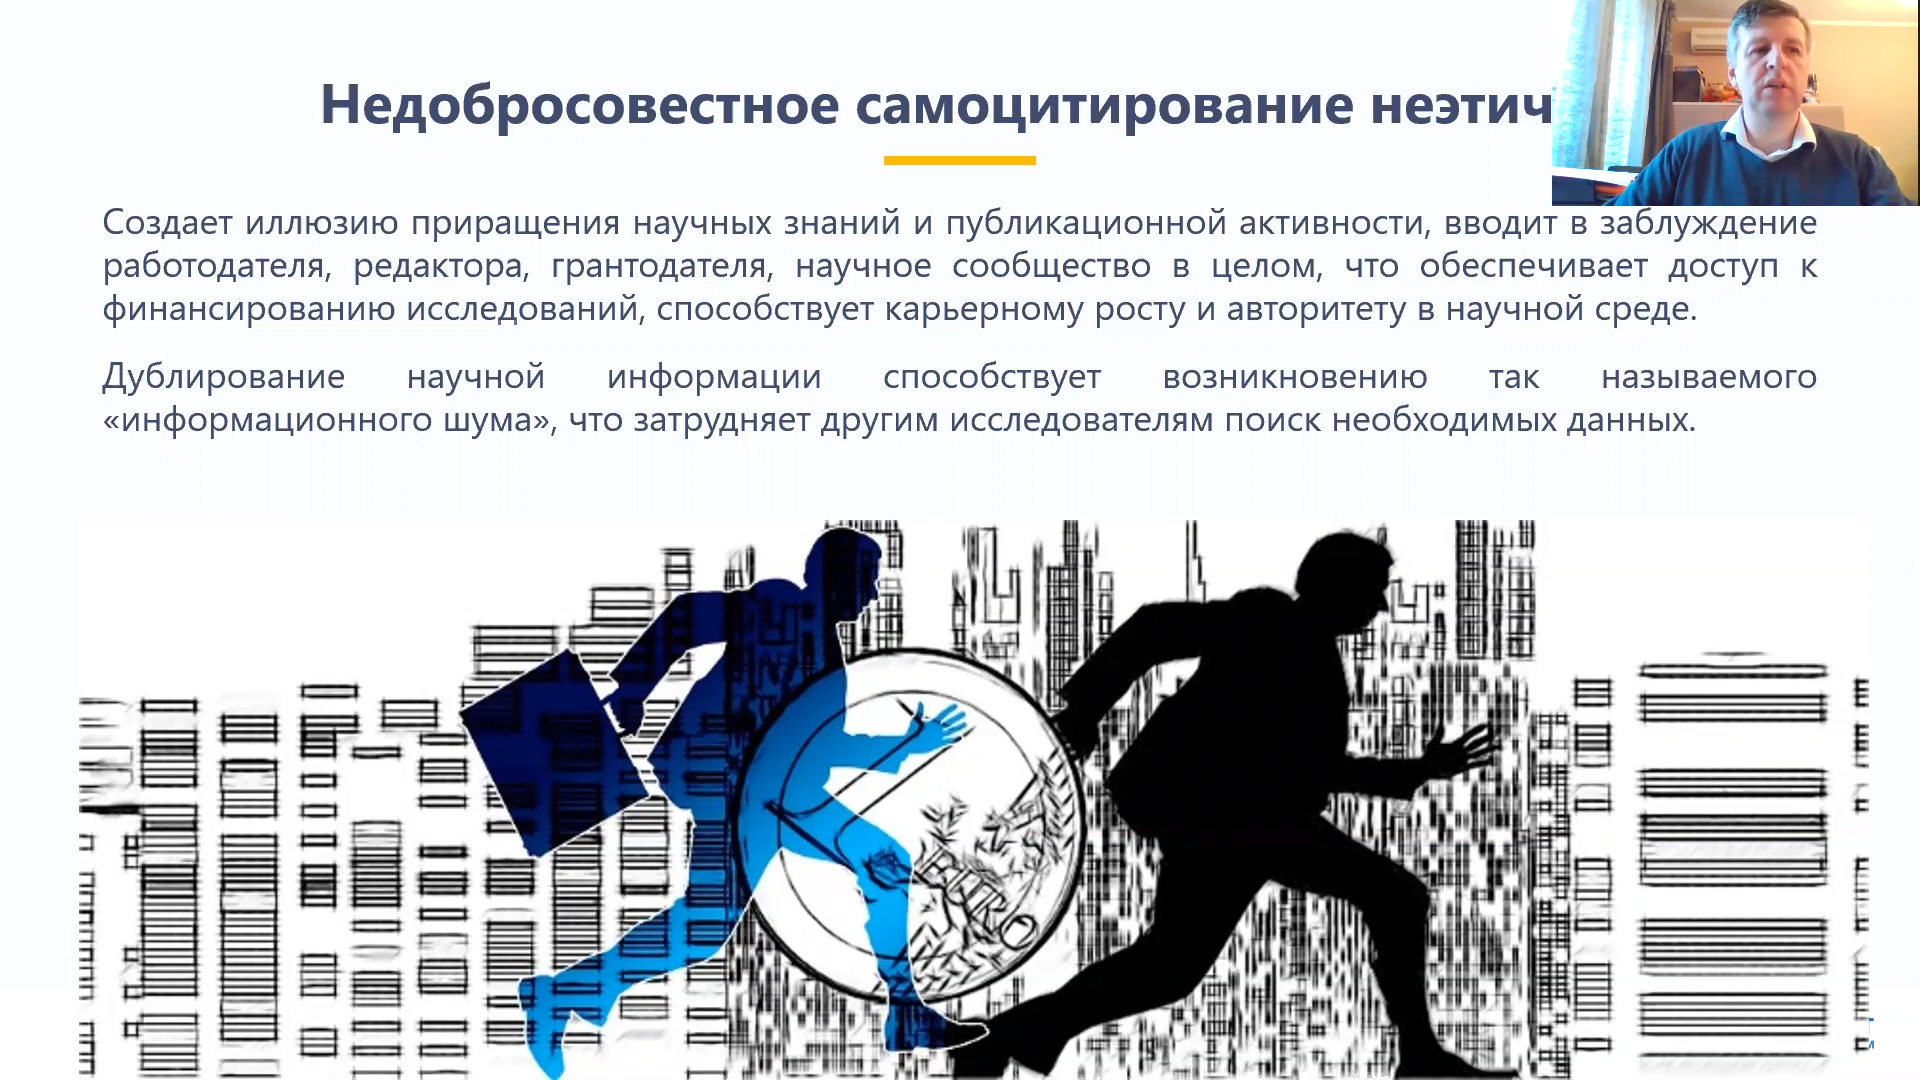 Недобросовестное самоцитирование неэтич
Создает иллюзию приращения научных знаний и публикационной активности, вводит в заблуждение
работодателя, редактора, грантодателя, научное сообщество в целом, что обеспечивает доступ к
финансированию исследований, способствует карьерному росту и авторитету в научной среде.
Дублирование научной информации способствует возникновению так называемого
«информационного шума», что затрудняет другим исследователям поиск необходимых данных.
EURO